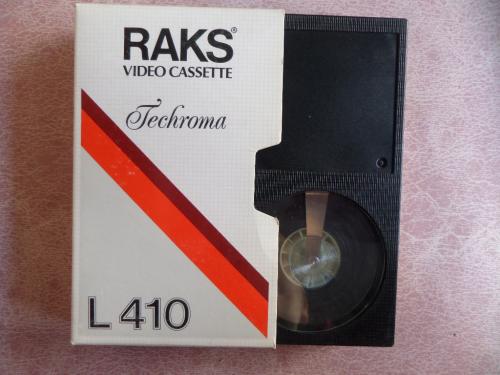 RAKS®
VIDEO CASSETTE
Techroma
L 410